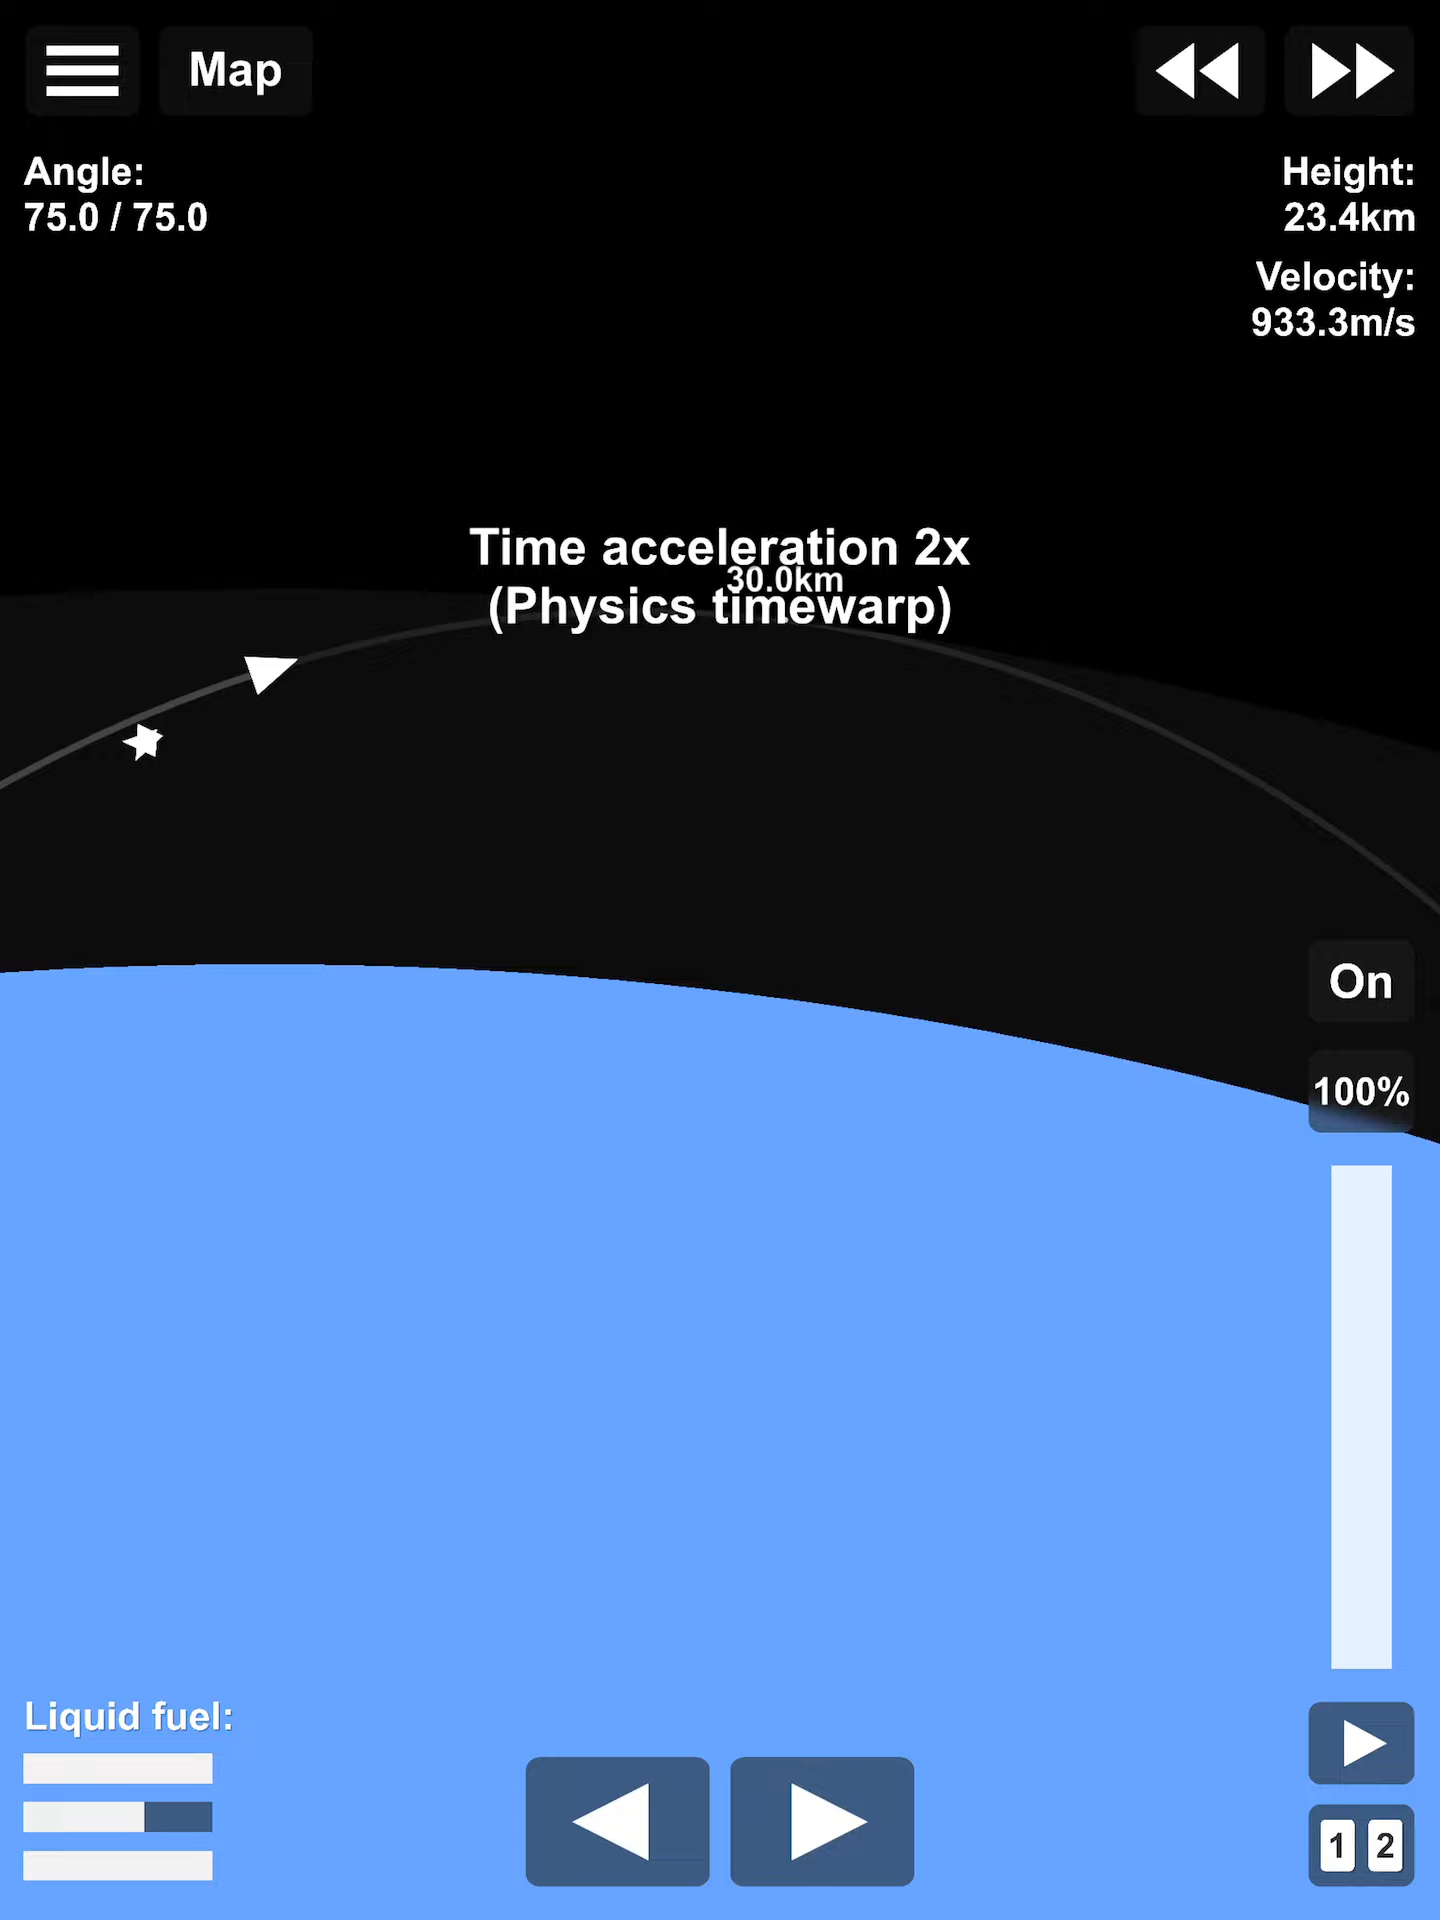 Map
Angle:
75.0 / 75.0
Height:
23.4km
Velocity:
933.3m/s
Time acceleration 2x
30.0km
(Physics timewarp)
On
100%
Liquid fuel:
1 2